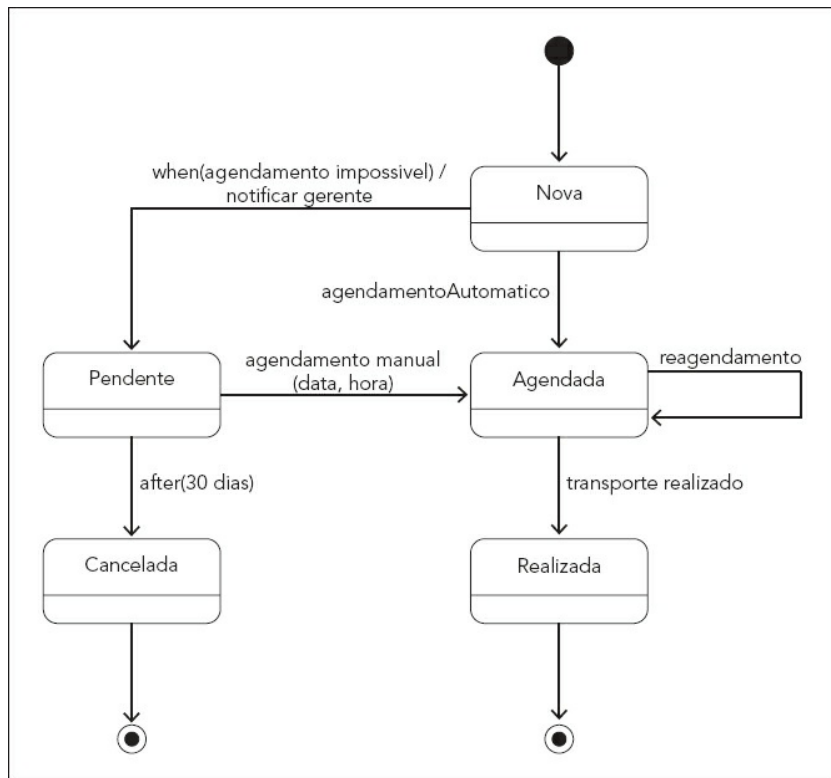 when(agendamento impossivel) /
notificar gerente
Nova
agendamentoAutomatico
Pendente
agendamento manual
(data, hora)
Agendada
reagendamento
after(30 dias)
transporte realizado
Cancelada
Realizada